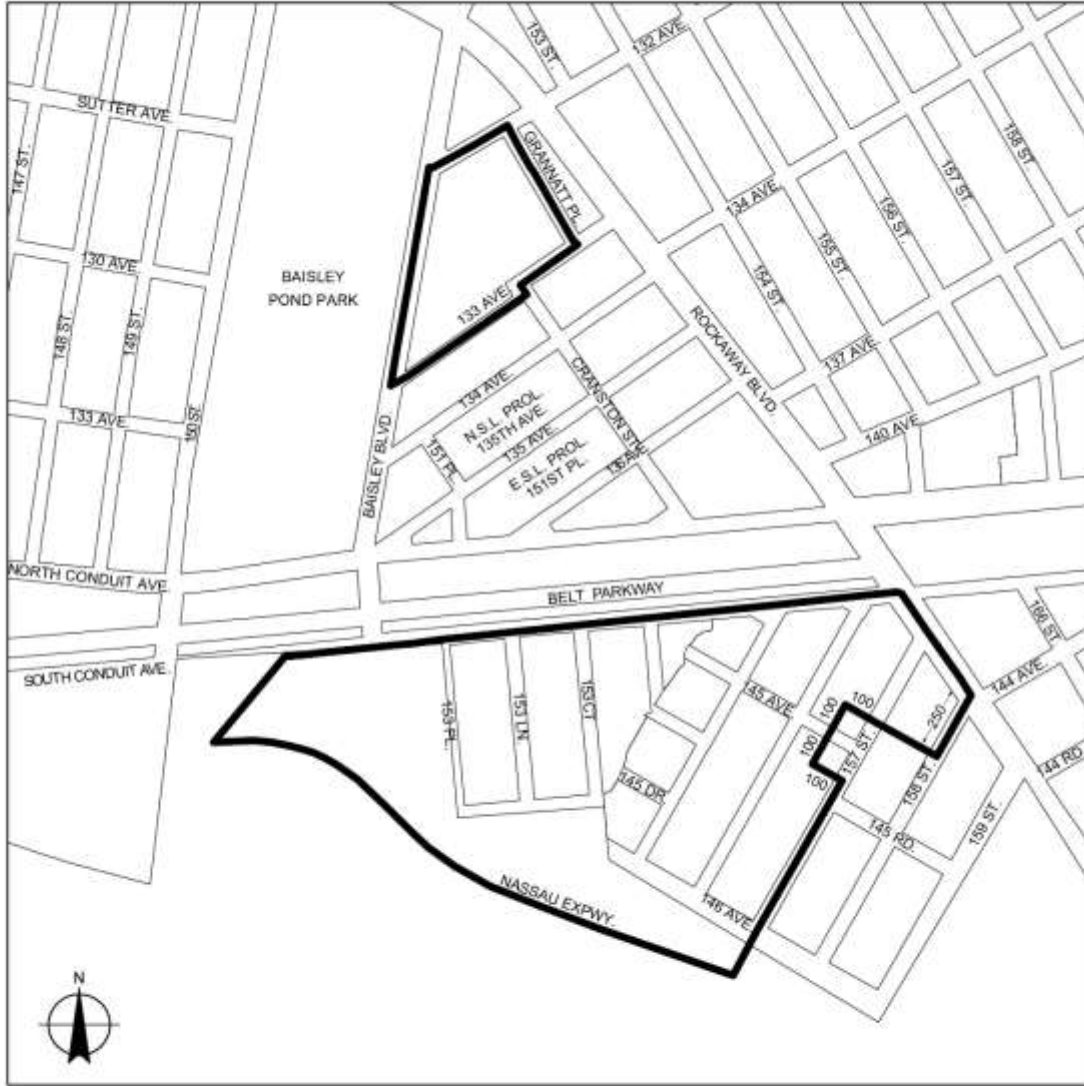 153 ST.
132 AVE.
SUTTER AVE.
158 ST.
GRANNATT PL.
157 ST.
147 ST.
134 AVE.
156 ST.
155 ST.
130 AVE.
BAISLEY
POND PARK
154 ST.
133 AVE.
148 ST.
149 ST.
ROCKAWAY BLVD.
137 AVE.
CRANSTON ST.
134 AVE.
133 AVE.
150 ST.
N.S.L. PROL.
135TH AVE.
135 AVE.
151 PL.
E.S.L. PROL.
151ST PL.
136 AVE.
140 AVE.
BAISLEY BLVD
NORTH CONDUIT AVE.
BELT PARKWAY
166 ST.
SOUTH CONDUIT AVE.
144 AVE.
153 PL.
153 LN
153 CT
145 AVE.
100
100
250
100
157 ST.
100
158 ST.
145 DR.
144 RD.
145 RD.
159 ST.
NASSAU EXPWY.
146 AVE.
N